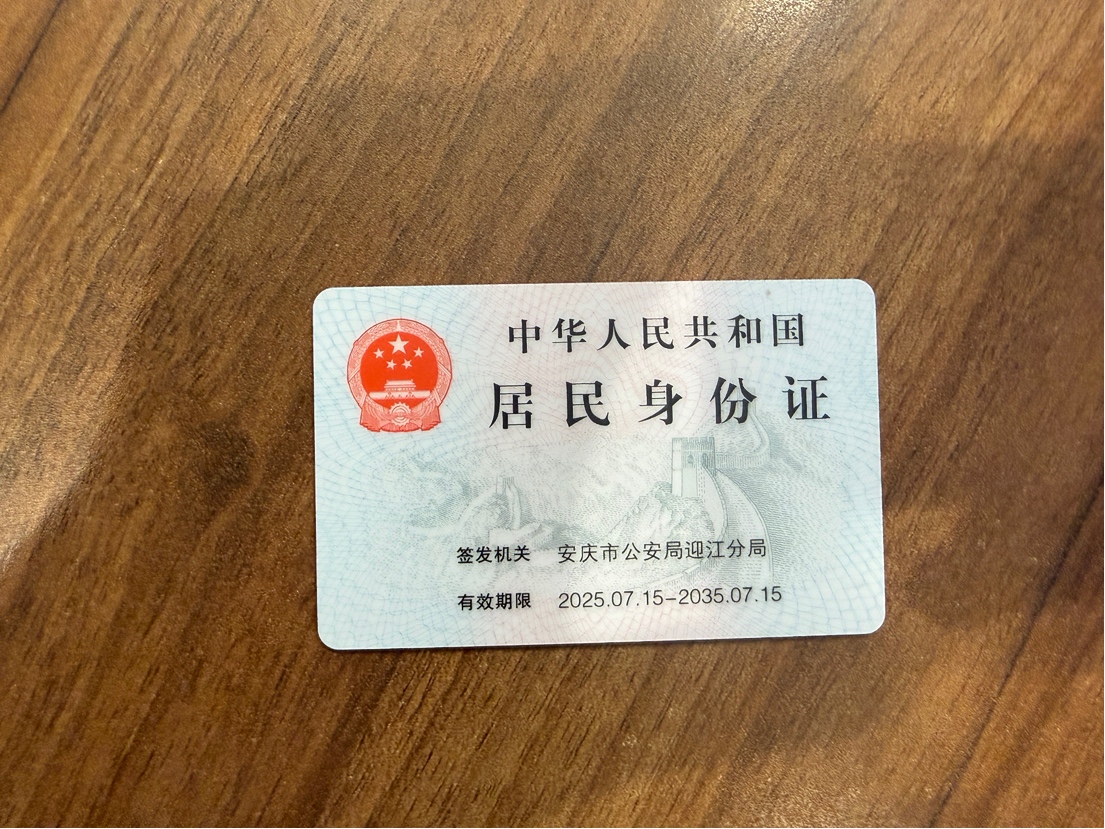 中华人民共和国
居民身份证
签发机关 安庆市公安局迎江分局
有效期限 2025.07.15-2035.07.15